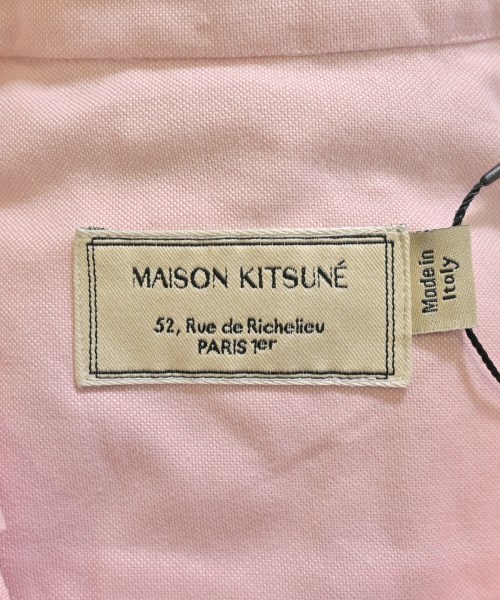 MAISON KITSUNÉ
52, Rue de Richelieu
PARIS 1er
Made in
Italy